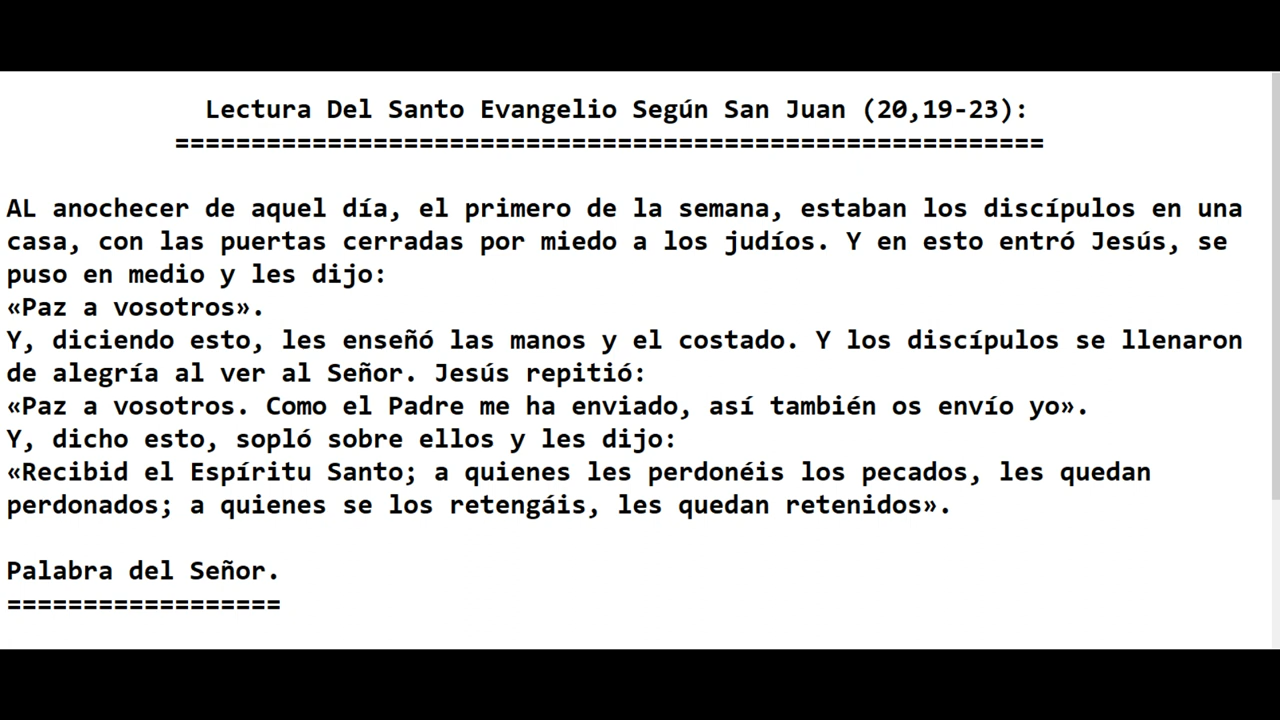 Lectura Del Santo Evangelio Según San Juan (20,19-23):
=========================================================
AL anochecer de aquel día, el primero de la semana, estaban los discípulos en una
casa, con las puertas cerradas por miedo a los judíos. Y en esto entró Jesús, se
puso en medio y les dijo:
«Paz a vosotros».
Y, diciendo esto, les enseñó las manos y el costado. Y los discípulos se llenaron
de alegría al ver al Señor. Jesús repitió:
«Paz a vosotros. Como el Padre me ha enviado, así también os envío yo».
Y, dicho esto, sopló sobre ellos y les dijo:
«Recibid el Espíritu Santo; a quienes les perdonéis los pecados, les quedan
perdonados; a quienes se los retengáis, les quedan retenidos».
Palabra del Señor.
==================